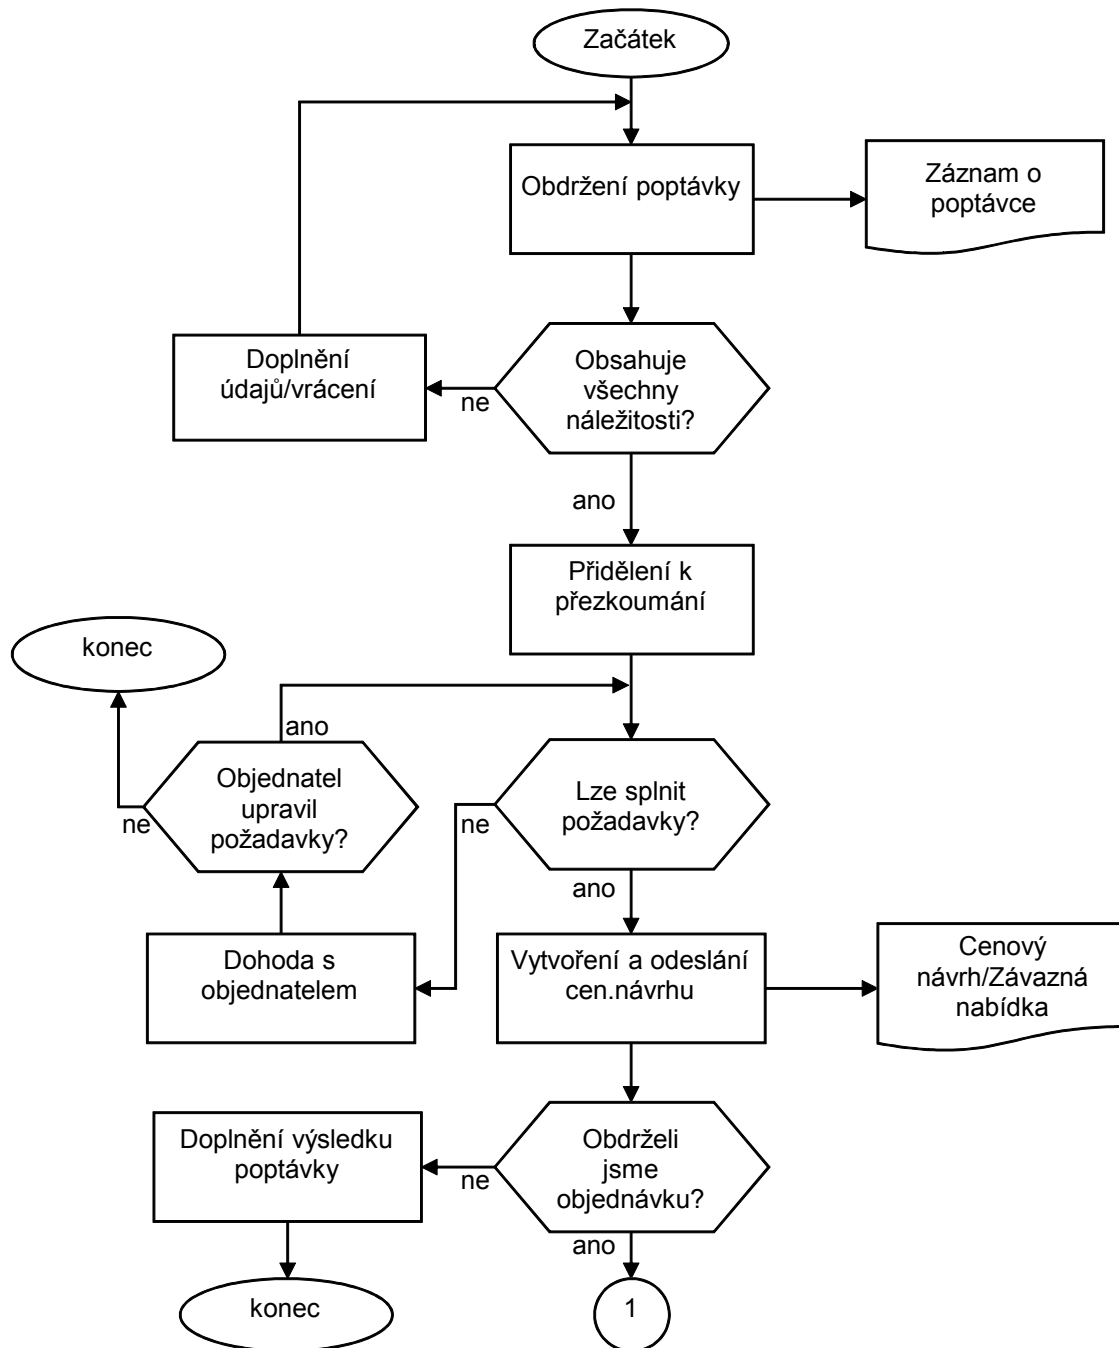 Začátek
Obdržení poptávky
Záznam o
poptávce
Doplnění
údajů/vrácení
ne
Obsahuje
všechny
náležitosti?
ano
Přidělení k
přezkoumání
konec
ano
Objednatel
upravil
požadavky?
ne
Lze splnit
požadavky?
ne
ano
Dohoda s
objednatelem
Vytvoření a odeslání
cen.návrhu
Cenový
návrh/Závazná
nabídka
Doplnění výsledku
poptávky
ne
Obdrželi
jsme
objednávku?
ano
konec
1